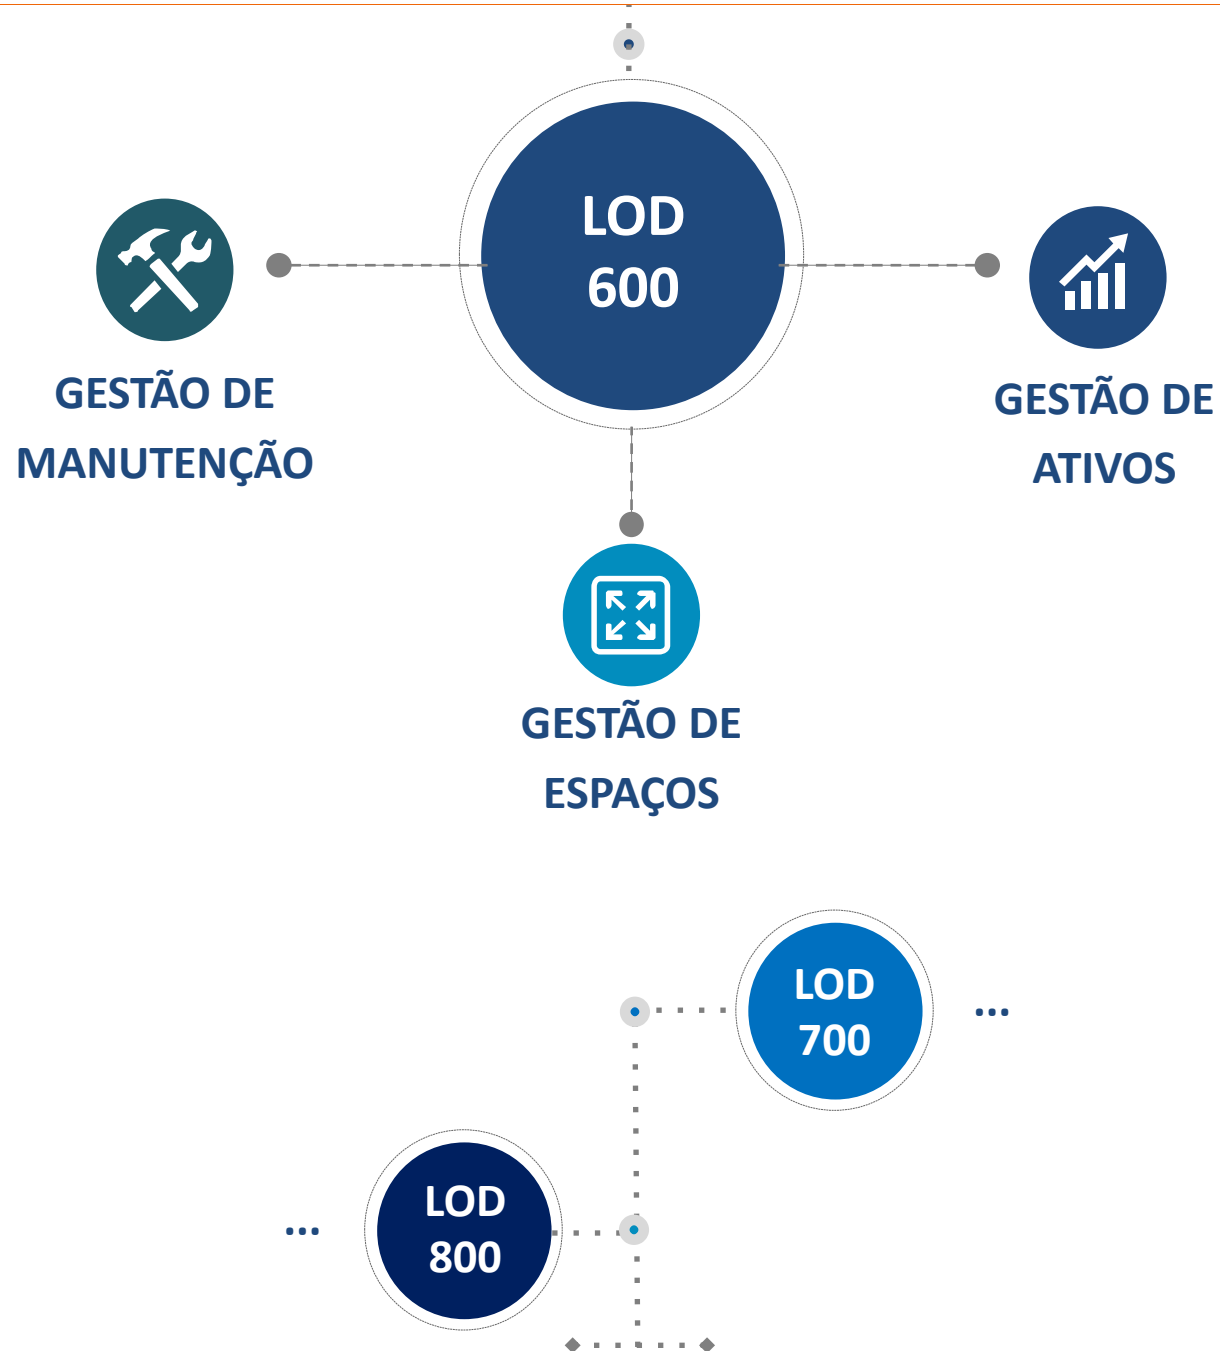 LOD
600
GESTÃO DE
MANUTENÇÃO
GESTÃO DE
ATIVOS
GESTÃO DE
ESPAÇOS
LOD
700
...
LOD
800
...